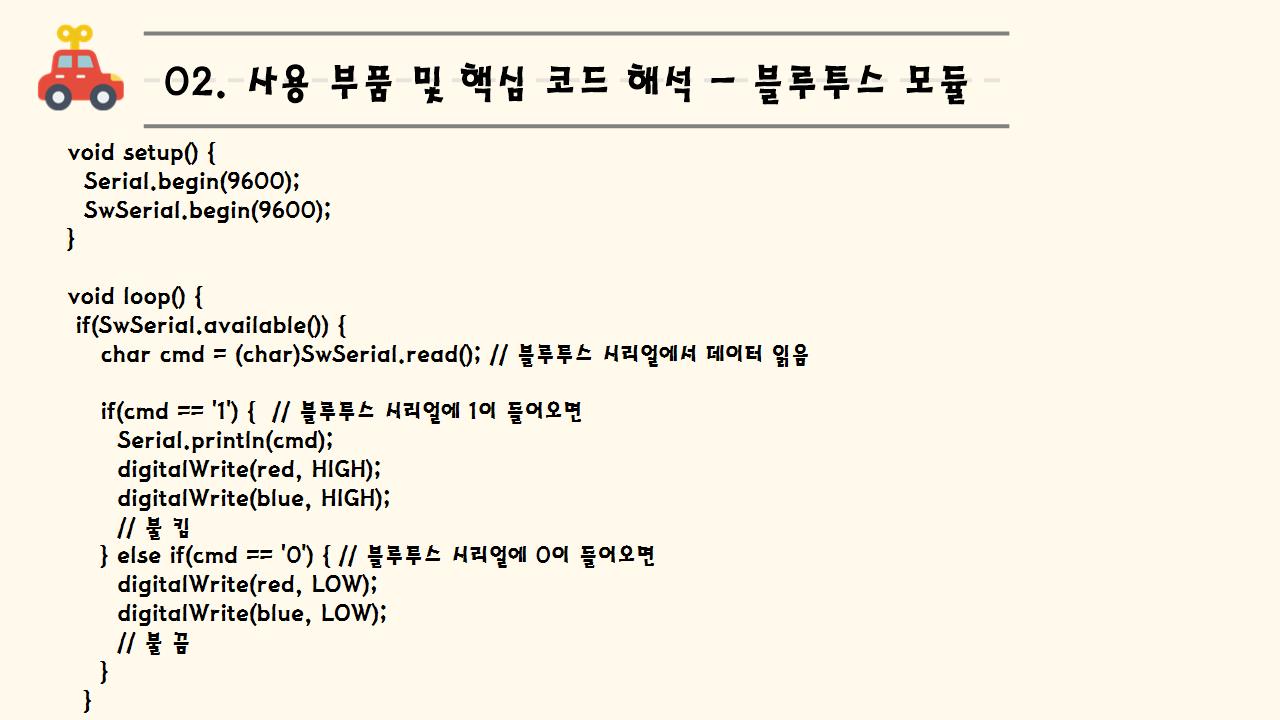 02. 사용 부품 및 핵심 코드 해석 - 블루투스 모듈
void setup() {
Serial.begin(9600);
SwSerial.begin(9600);
}
void loop() {
if(SwSerial.available()) {
char cmd = (char)SwSerial.read(); // 블루투스 시리얼에서 데이터 읽음
if(cmd == '1') { // 블루투스 시리얼에 1이 들어오면
Serial.println(cmd);
digitalWrite(red, HIGH);
digitalWrite(blue, HIGH);
// 불 킴
} else if(cmd == '0') { // 블루투스 시리얼에 0이 들어오면
digitalWrite(red, LOW);
digitalWrite(blue, LOW);
// 불 끔
}
}